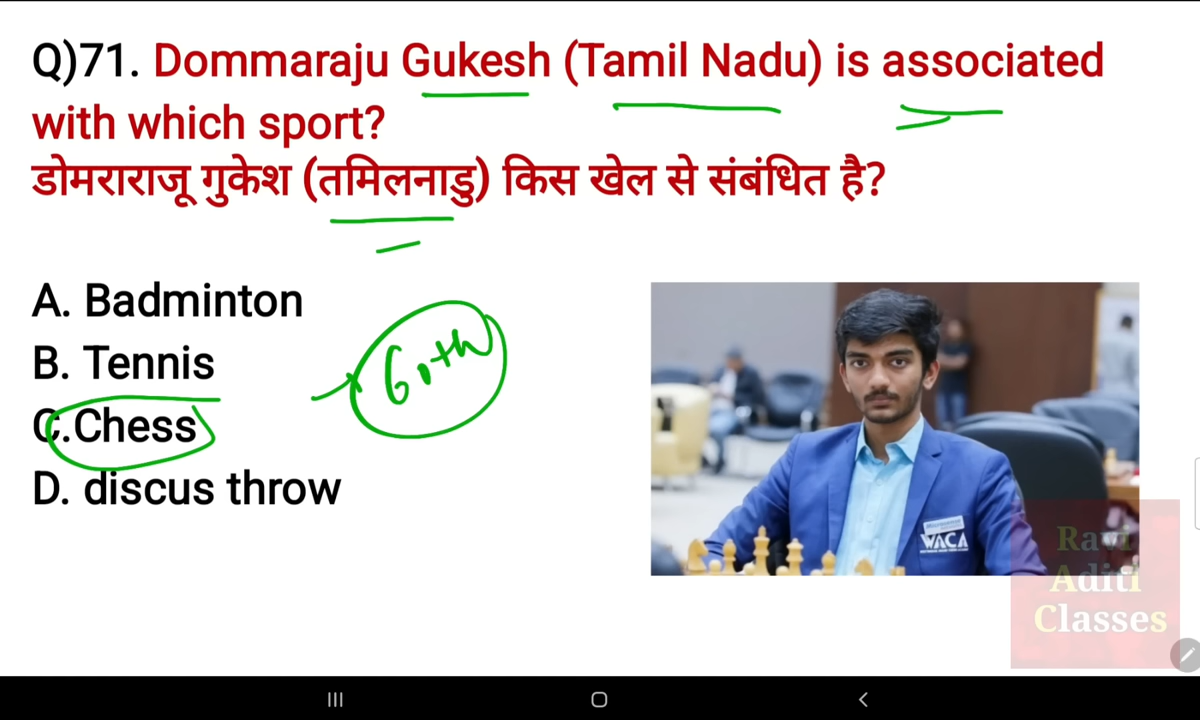 Q)71. Dommaraju Gukesh (Tamil Nadu) is associated
with which sport?
डोमराराजू गुकेश (तमिलनाडु) किस खेल से संबंधित है?
A. Badminton
B. Tennis
60th
C.Chess
D. discus throw
WACA
Ravi
Aditi
Classes